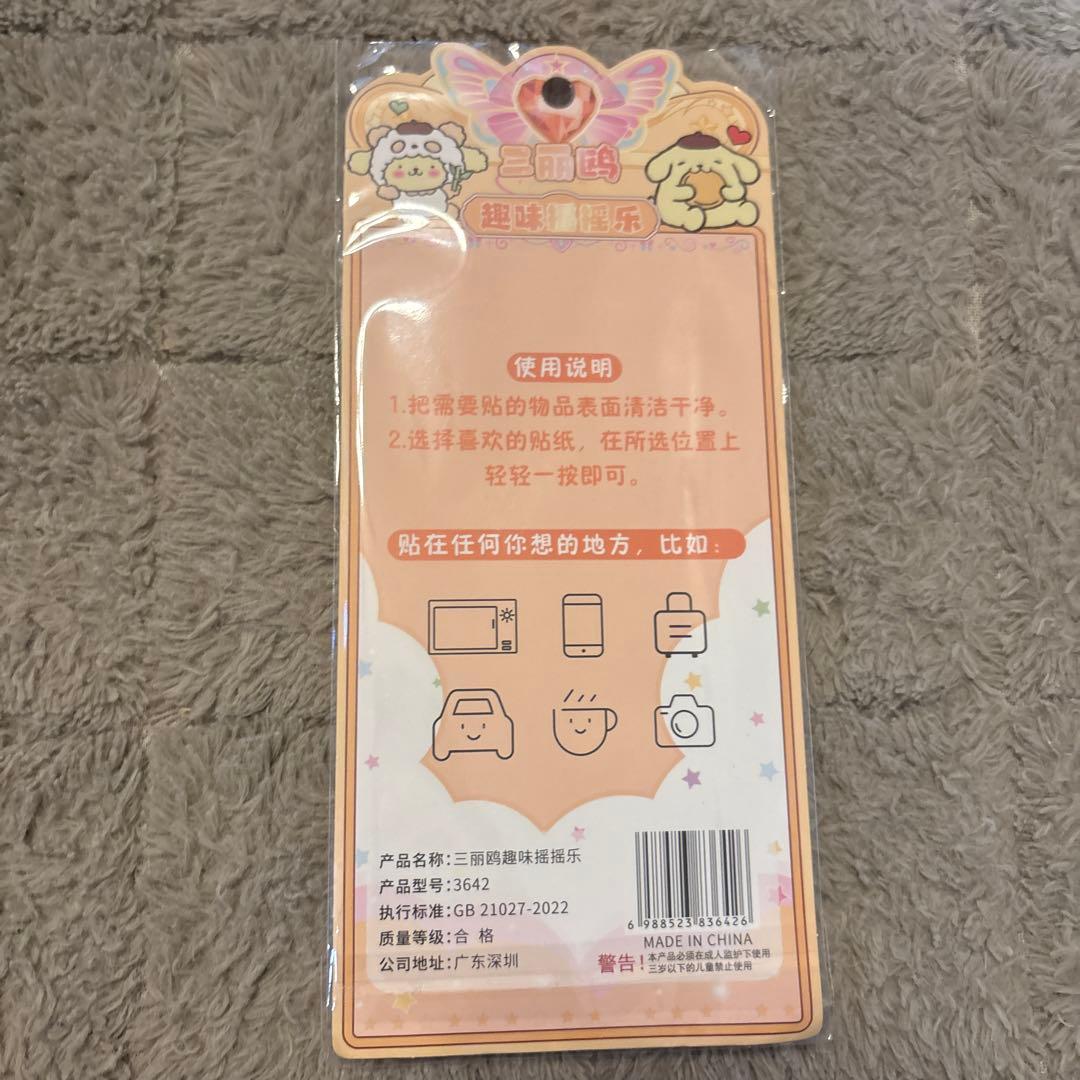 三丽鸥
趣味摇摇乐
使用说明
1.把需要贴的物品表面清洁干净。
2.选择喜欢的贴纸，在所选位置上
轻轻一按即可。
贴在任何你想的地方，比如：
产品名称：三丽鸥趣味摇摇乐
产品型号：3642
执行标准：GB 21027-2022
质量等级：合 格
公司地址：广东深圳
6 988523 836426
MADE IN CHINA
警告！本产品必须在成人监护下使用
三岁以下的儿童禁止使用